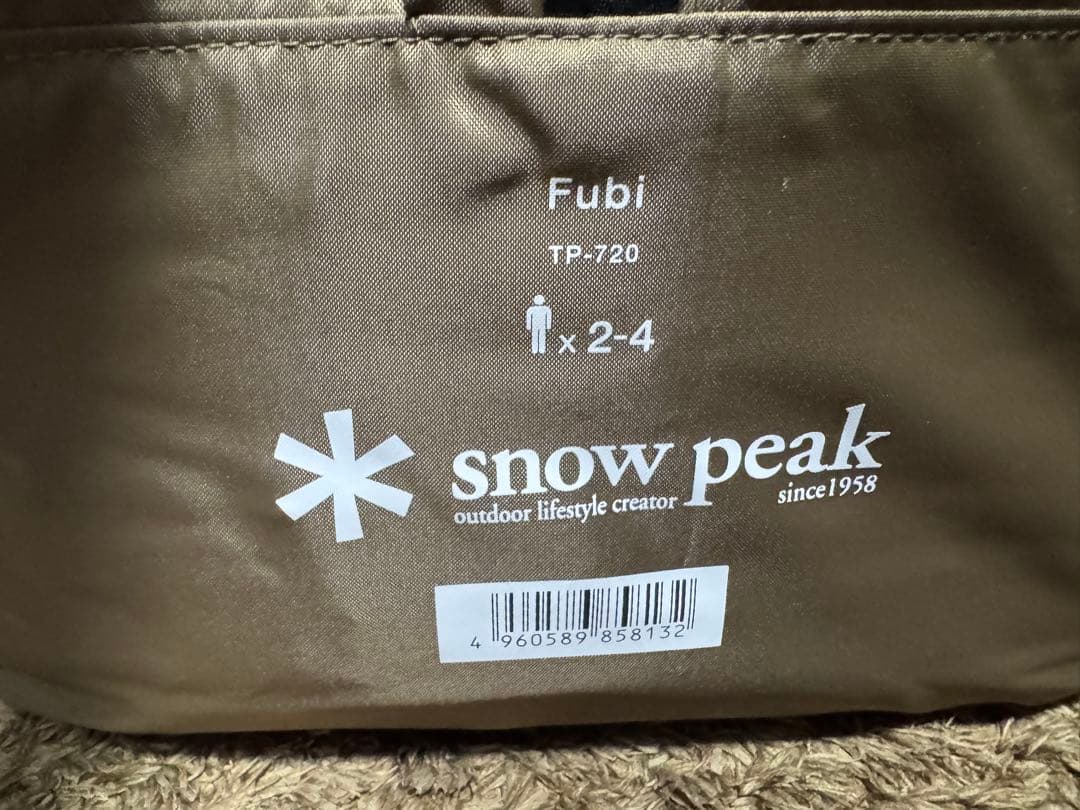 Fubi
TP-720
x 2-4
snow peak
outdoor lifestyle creator
since1958
4 960589 858132